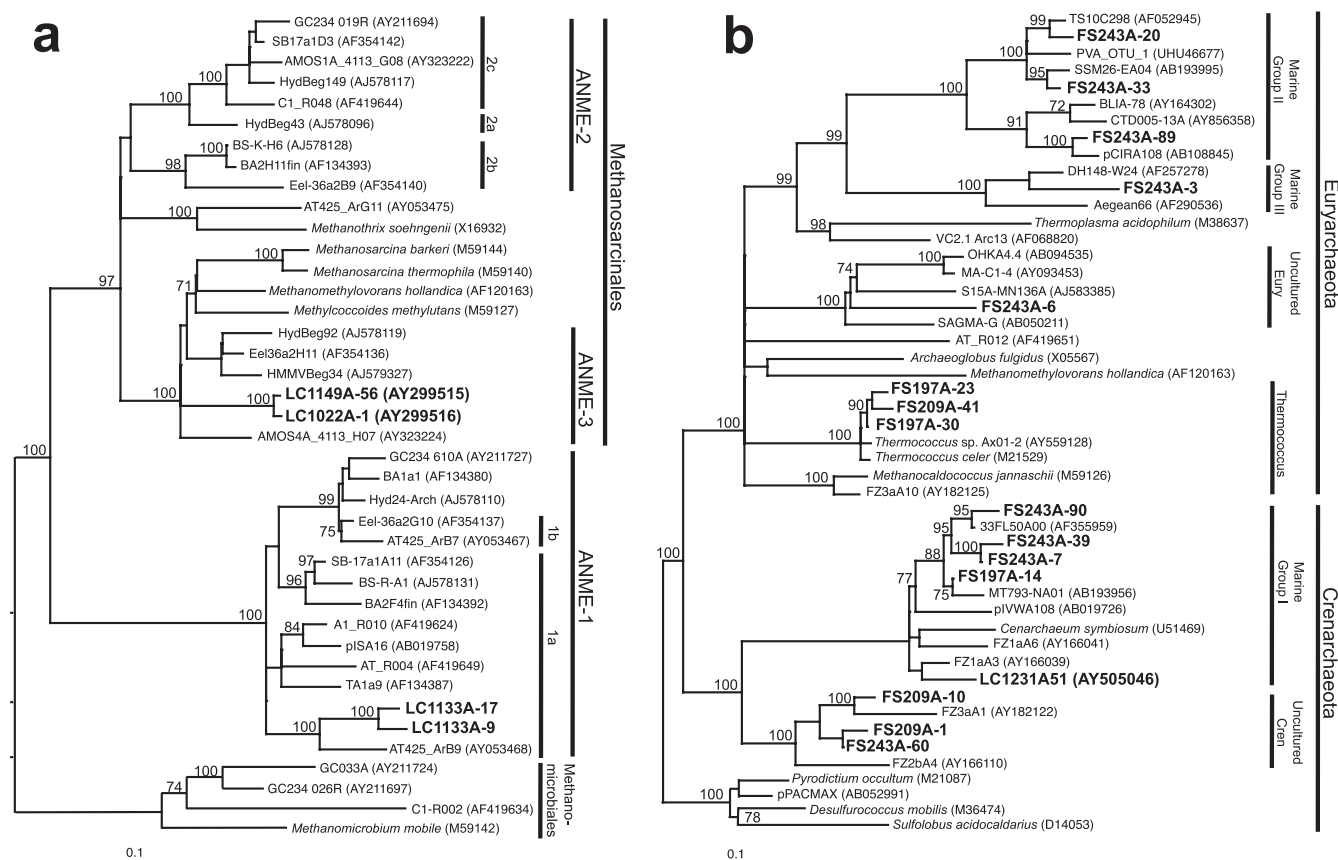 a
GC234 019R (AY211694)
SB17a1D3 (AF354142)
AMOS1A_4113_G08 (AY323222)
HydBeg149 (AJ578117)
100
C1_R048 (AF419644)
100
HydBeg43 (AJ578096)
BS-K-H6 (AJ578128)
100
BA2H11fin (AF134393)
98
Eel-36a2B9 (AF354140)
AT425_ArG11 (AY053475)
100
Methanothrix soehngenii (X16932)
Methanosarcina barkeri (M59144)
100
Methanosarcina thermophila (M59140)
97
71
Methanomethylovorans hollandica (AF120163)
Methylcoccoides methylutans (M59127)
HydBeg92 (AJ578119)
Eel36a2H11 (AF354136)
HMMVBeg34 (AJ579327)
LC1149A-56 (AY299515)
100
100
LC1022A-1 (AY299516)
AMOS4A_4113_H07 (AY323224)
100
GC234 610A (AY211727)
BA1a1 (AF134380)
99
Hyd24-Arch (AJ578110)
Eel-36a2G10 (AF354137)
75
AT425_ArB7 (AY053467)
97
SB-17a1A11 (AF354126)
96
BS-R-A1 (AJ578131)
BA2F4fin (AF134392)
100
84
A1_R010 (AF419624)
pISA16 (AB019758)
AT_R004 (AF419649)
TA1a9 (AF134387)
100
LC1133A-17
100
LC1133A-9
AT425_ArB9 (AY053468)
GC033A (AY211724)
100
74
GC234 026R (AY211697)
C1-R002 (AF419634)
Methanomicrobium mobile (M59142)
0.1
2c
2a
2b
ANME-2
Methanosarcinales
ANME-3
1b
1a
ANME-1
Methano-
microbiales
b
99
TS10C298 (AF052945)
FS243A-20
100
PVA_OTU_1 (UHU46677)
95
SSM26-EA04 (AB193995)
FS243A-33
100
72
BLIA-78 (AY164302)
CTD005-13A (AY856358)
91
100
FS243A-89
pCIRA108 (AB108845)
99
DH148-W24 (AF257278)
100
FS243A-3
99
Aegean66 (AF290536)
98
Thermoplasma acidophilum (M38637)
VC2.1 Arc13 (AF068820)
100
OHKA4.4 (AB094535)
74
MA-C1-4 (AY093453)
S15A-MN136A (AJ583385)
100
FS243A-6
SAGMA-G (AB050211)
AT_R012 (AF419651)
Archaeoglobus fulgidus (X05567)
Methanomethylovorans hollandica (AF120163)
FS197A-23
90
FS209A-41
FS197A-30
100
Thermococcus sp. Ax01-2 (AY559128)
Thermococcus celer (M21529)
100
Methanocaldococcus jannaschii (M59126)
FZ3aA10 (AY182125)
95
FS243A-90
95
33FL50A00 (AF355959)
FS243A-39
100
88
FS243A-7
77
FS197A-14
75
MT793-NA01 (AB193956)
pIVWA108 (AB019726)
100
Cenarchaeum symbiosum (U51469)
FZ1aA6 (AY166041)
FZ1aA3 (AY166039)
LC1231A51 (AY505046)
100
100
FS209A-10
FZ3aA1 (AY182122)
FS209A-1
100
FS243A-60
FZ2bA4 (AY166110)
Pyrodictium occultum (M21087)
100
pPACMAX (AB052991)
Desulfurococcus mobilis (M36474)
78
Sulfolobus acidocaldarius (D14053)
0.1
Marine
Group II
Marine
Group III
Uncultured
Eury
Thermococcus
Euryarchaeota
Marine
Group I
Uncultured
Cren
Crenarchaeota